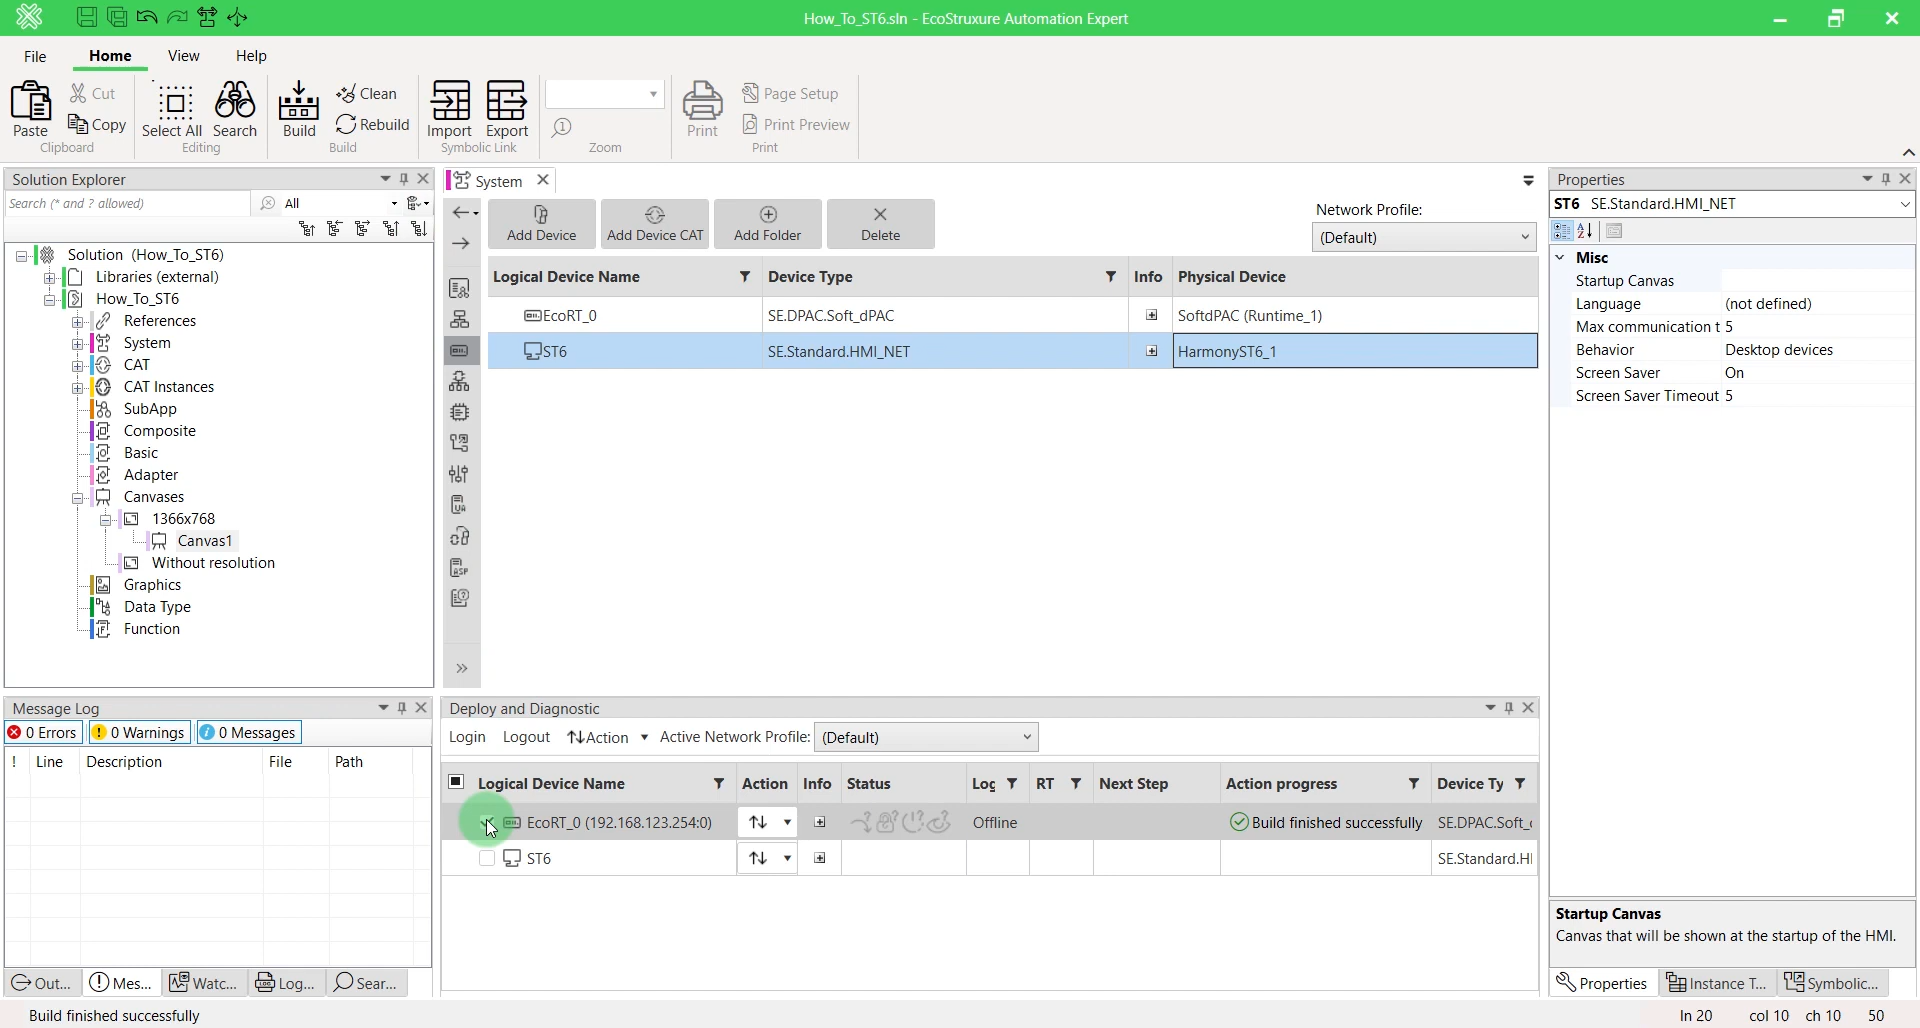 How_To_ST6.sln - EcoStruxure Automation Expert
File Home View Help
Paste Cut Copy Clipboard
Select All Search Editing
Build Clean Rebuild Build
Import Export Symbolic Link
Zoom
Print Page Setup Print Preview Print
Solution Explorer
Search (* and ? allowed) All
Solution (How_To_ST6)
Libraries (external)
How_To_ST6
References
System
CAT
CAT Instances
SubApp
Composite
Basic
Adapter
Canvases
1366x768
Canvas1
Without resolution
Graphics
Data Type
Function
System
Add Device Add Device CAT Add Folder Delete
Network Profile:
(Default)
Logical Device Name Device Type Info Physical Device
EcoRT_0 SE.DPAC.Soft_dPAC SoftdPAC (Runtime_1)
ST6 SE.Standard.HMI_NET HarmonyST6_1
Properties
ST6 SE.Standard.HMI_NET
Misc
Startup Canvas
Language (not defined)
Max communication t 5
Behavior Desktop devices
Screen Saver On
Screen Saver Timeout 5
Startup Canvas
Canvas that will be shown at the startup of the HMI.
Properties Instance T... Symbolic...
Message Log
0 Errors 0 Warnings 0 Messages
! Line Description File Path
Out... Mes... Watc... Log... Sear...
Deploy and Diagnostic
Login Logout Action Active Network Profile: (Default)
Logical Device Name Action Info Status Log RT Next Step Action progress Device Ty
EcoRT_0 (192.168.123.254:0) Offline Build finished successfully SE.DPAC.Soft_
ST6 SE.Standard.HI
Build finished successfully
ln 20 col 10 ch 10 50